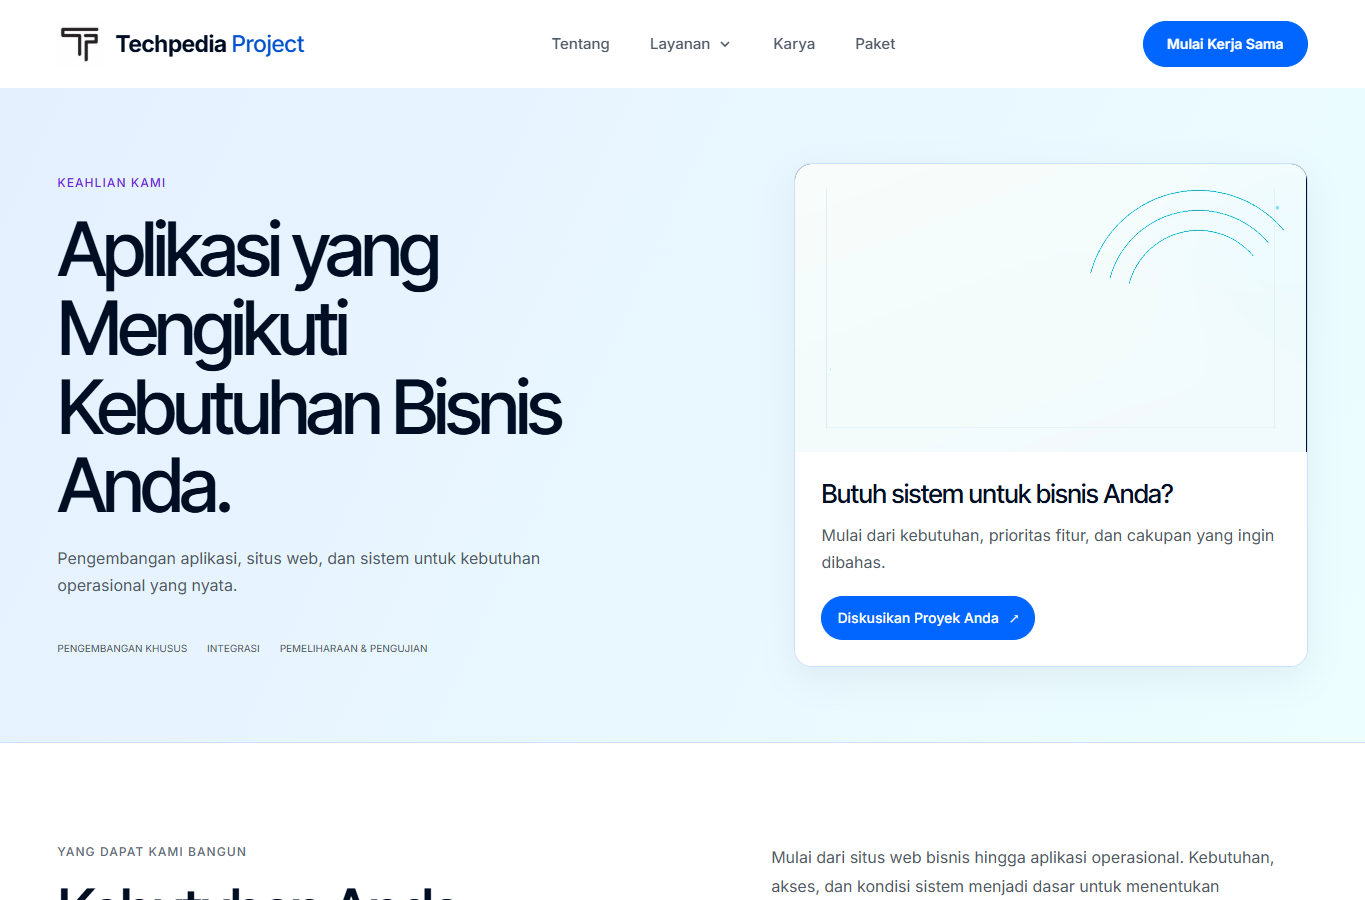 Techpedia Project
Tentang
Layanan
Karya
Paket
Mulai Kerja Sama
KEAHLIAN KAMI
Aplikasi yang
Mengikuti
Kebutuhan Bisnis
Anda.
Pengembangan aplikasi, situs web, dan sistem untuk kebutuhan
operasional yang nyata.
PENGEMBANGAN KHUSUS
INTEGRASI
PEMELIHARAAN & PENGUJIAN
Butuh sistem untuk bisnis Anda?
Mulai dari kebutuhan, prioritas fitur, dan cakupan yang ingin
dibahas.
Diskusikan Proyek Anda ↗
YANG DAPAT KAMI BANGUN
Kebutuhan Anda
Mulai dari situs web bisnis hingga aplikasi operasional. Kebutuhan,
akses, dan kondisi sistem menjadi dasar untuk menentukan